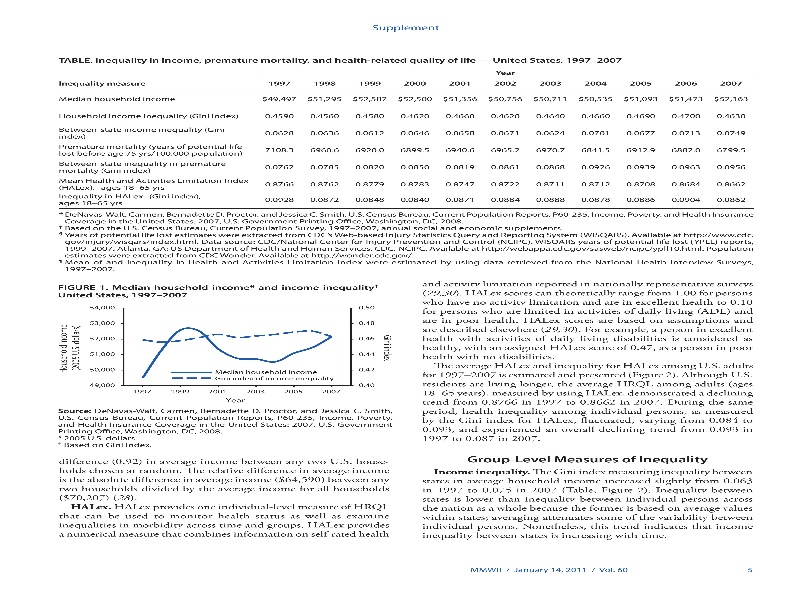 Supplement
TABLE. Inequality in income, premature mortality, and health-related quality of life — United States, 1997–2007
Year
Inequality measure 1997 1998 1999 2000 2001 2002 2003 2004 2005 2006 2007
Median household income $49,497 $51,295 $52,587 $52,500 $51,356 $50,756 $50,711 $50,535 $51,093 $51,473 $52,163
Household income inequality (Gini index) 0.4590 0.4560 0.4580 0.4620 0.4660 0.4620 0.4640 0.4660 0.4690 0.4700 0.4630
Between state income inequality (Gini
index) 0.0628 0.0636 0.0612 0.0646 0.0658 0.0671 0.0624 0.0701 0.0677 0.0713 0.0749
Premature mortality (years of potential life
lost before age 75 yrs/100,000 population) 7108.3 6960.6 6920.0 6899.5 6940.6 6965.2 6970.7 6841.5 6912.9 6887.0 6799.5
Between state inequality in premature
mortality (Gini index) 0.0762 0.0785 0.0820 0.0850 0.0819 0.0861 0.0868 0.0926 0.0939 0.0963 0.0956
Mean Health and Activities Limitation Index
(HALex), ages 18–65 yrs 0.8766 0.8762 0.8779 0.8783 0.8747 0.8722 0.8711 0.8712 0.8708 0.8684 0.8662
Inequality in HALex (Gini index),
ages 18–65 yrs 0.0928 0.0872 0.0848 0.0840 0.0871 0.0884 0.0888 0.0878 0.0886 0.0904 0.0862
* DeNavas-Walt, Carmen, Bernadette D. Proctor, and Jessica C. Smith, U.S. Census Bureau, Current Population Reports, P60-235, Income, Poverty, and Health Insurance
Coverage in the United States, 2007, U.S. Government Printing Office, Washington, DC, 2008.
† Based on the U.S. Census Bureau, Current Population Survey, 1997–2007, annual social and economic supplements.
§ Years of potential life lost estimates were extracted from CDC's Web-based Injury Statistics Query and Reporting System (WISQARS). Available at http://www.cdc.
gov/injury/wisqars/index.html. Data source: CDC/National Center for Injury Prevention and Control (NCIPC), WISQARS years of potential life lost (YPLL) reports,
1999–2007. Atlanta, GA: US Department of Health and Human Services, CDC, NCIPC. Available at http://webappa.cdc.gov/sasweb/ncipc/ypll10.html. Population
estimates were extracted from CDC Wonder. Available at http://wonder.cdc.gov/
¶ Mean of and inequality in Health and Activities Limitation Index were estimated by using data retrieved from the National Health Interview Surveys,
1997–2007.
FIGURE 1. Median household income* and income inequality†
United States, 1997–2007
54,000
53,000
52,000
51,000
50,000
49,000
Household income
(2005 U.S. dollars)
0.50
0.48
0.46
0.44
0.42
0.40
Gini index
Median household income
Gini index of income inequality
1997 1999 2001 2003 2005 2007
Year
Source: DeNavas-Walt, Carmen, Bernadette D. Proctor, and Jessica C. Smith,
U.S. Census Bureau, Current Population Reports, P60-235, Income, Poverty,
and Health Insurance Coverage in the United States: 2007, U.S. Government
Printing Office, Washington, DC, 2008.
* 2005 U.S. dollars.
† Based on Gini index.
difference (0.92) in average income between any two U.S. house-
holds chosen at random. The relative difference in average income
is the absolute difference in average income ($64,590) between any
two households divided by the average income for all households
($70,207) (28).
HALex. HALex provides one individual-level measure of HRQL
that can be used to monitor health status as well as examine
inequalities in morbidity across time and groups. HALex provides
a numerical measure that combines information on self-rated health
and activity limitation reported in nationally representative surveys
(29,30). HALex scores can theoretically range from 1.00 for persons
who have no activity limitation and are in excellent health to 0.10
for persons who are limited in activities of daily living (ADL) and
are in poor health. HALex scores are based on assumptions and
are described elsewhere (29,30). For example, a person in excellent
health with activities of daily living disabilities is considered as
healthy, with an assigned HALex score of 0.47, as a person in poor
health with no disabilities.
The average HALex and inequality for HALex among U.S. adults
for 1997–2007 is estimated and presented (Figure 2). Although U.S.
residents are living longer, the average HRQL among adults (ages
18–65 years), measured by using HALex, demonstrated a declining
trend from 0.8766 in 1997 to 0.8662 in 2007. During the same
period, health inequality among individual persons, as measured
by the Gini index for HALex, fluctuated, varying from 0.084 to
0.093, and experienced an overall declining trend from 0.093 in
1997 to 0.087 in 2007.
Group-Level Measures of Inequality
Income inequality. The Gini index measuring inequality between
states in average household income increased slightly from 0.063
in 1997 to 0.075 in 2007 (Table, Figure 2). Inequality between
states is lower than inequality between individual persons across
the nation as a whole because the former is based on average values
within states; averaging attenuates some of the variability between
individual persons. Nonetheless, this trend indicates that income
inequality between states is increasing with time.
MMWR / January 14, 2011 / Vol. 60 5